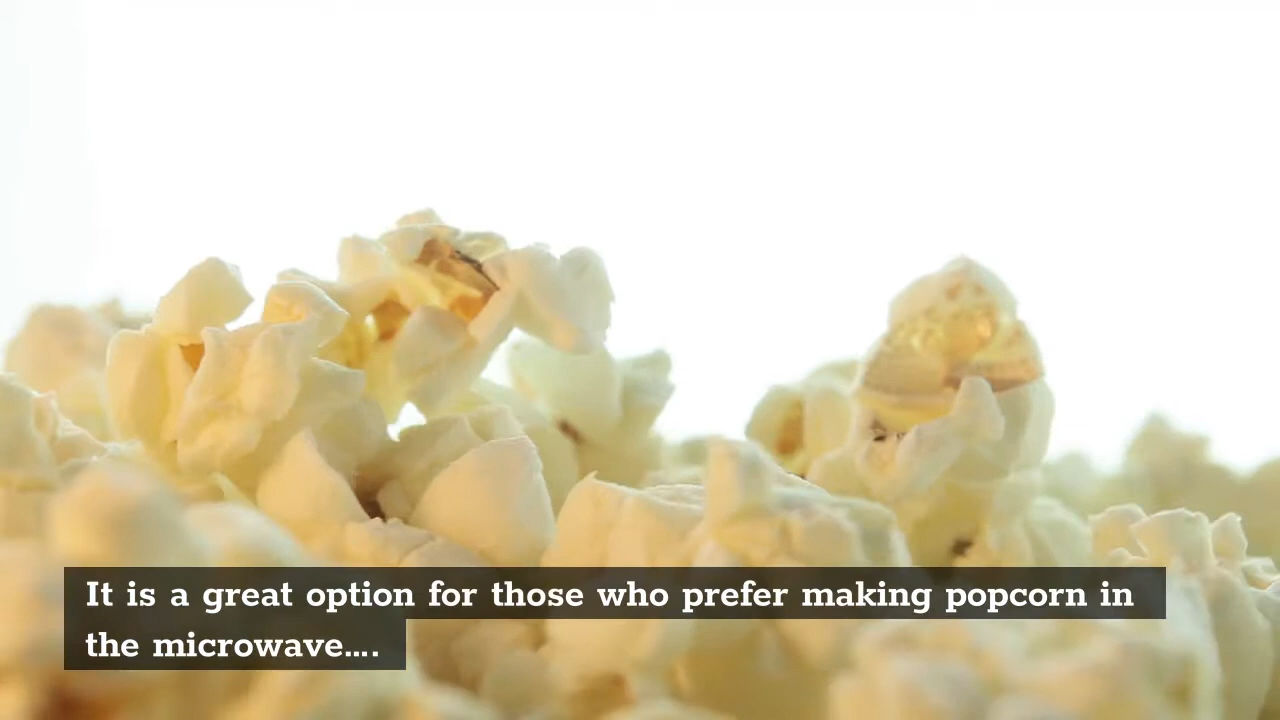 It is a great option for those who prefer making popcorn in
the microwave....